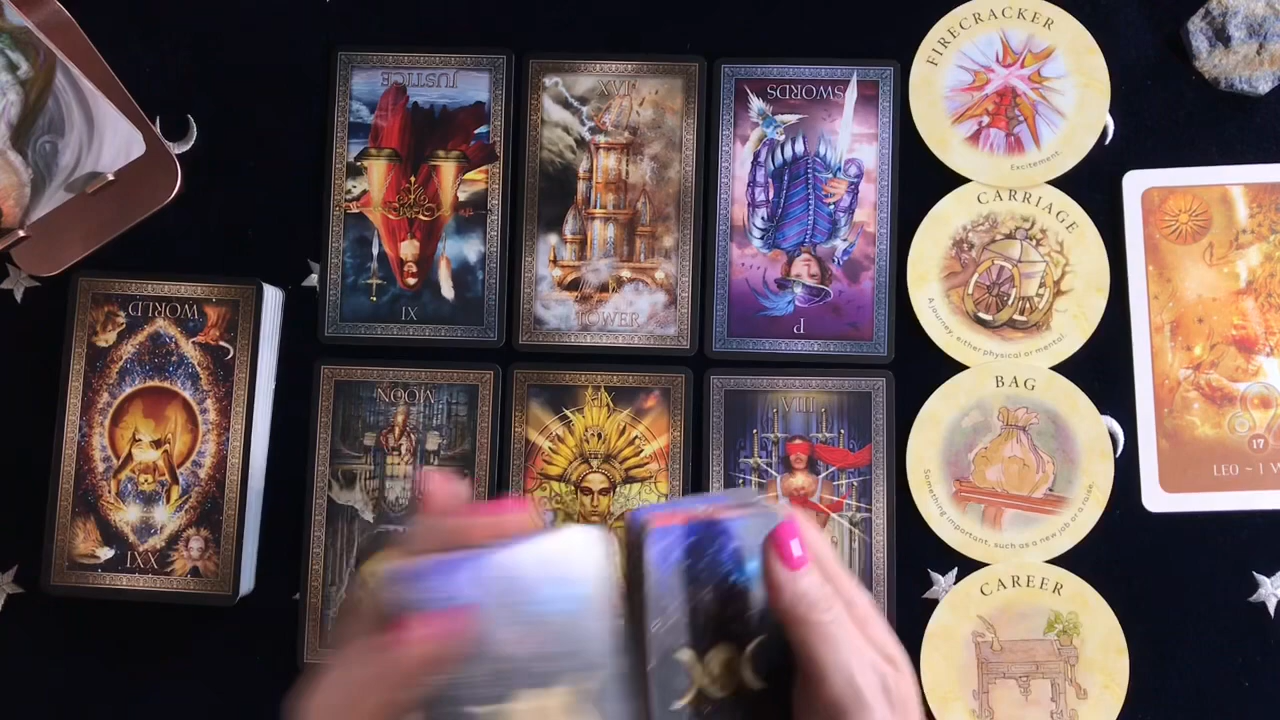 JUSTICE
IX
XVI
TOWER
SWORDS
P
FIRECRACKER
Excitement.
CARRIAGE
A journey, either physical or mental.
BAG
Something important, such as a new job or a raise.
CAREER
WORLD
XXI
MOON
XIX
VIII
17
LEO ~ I